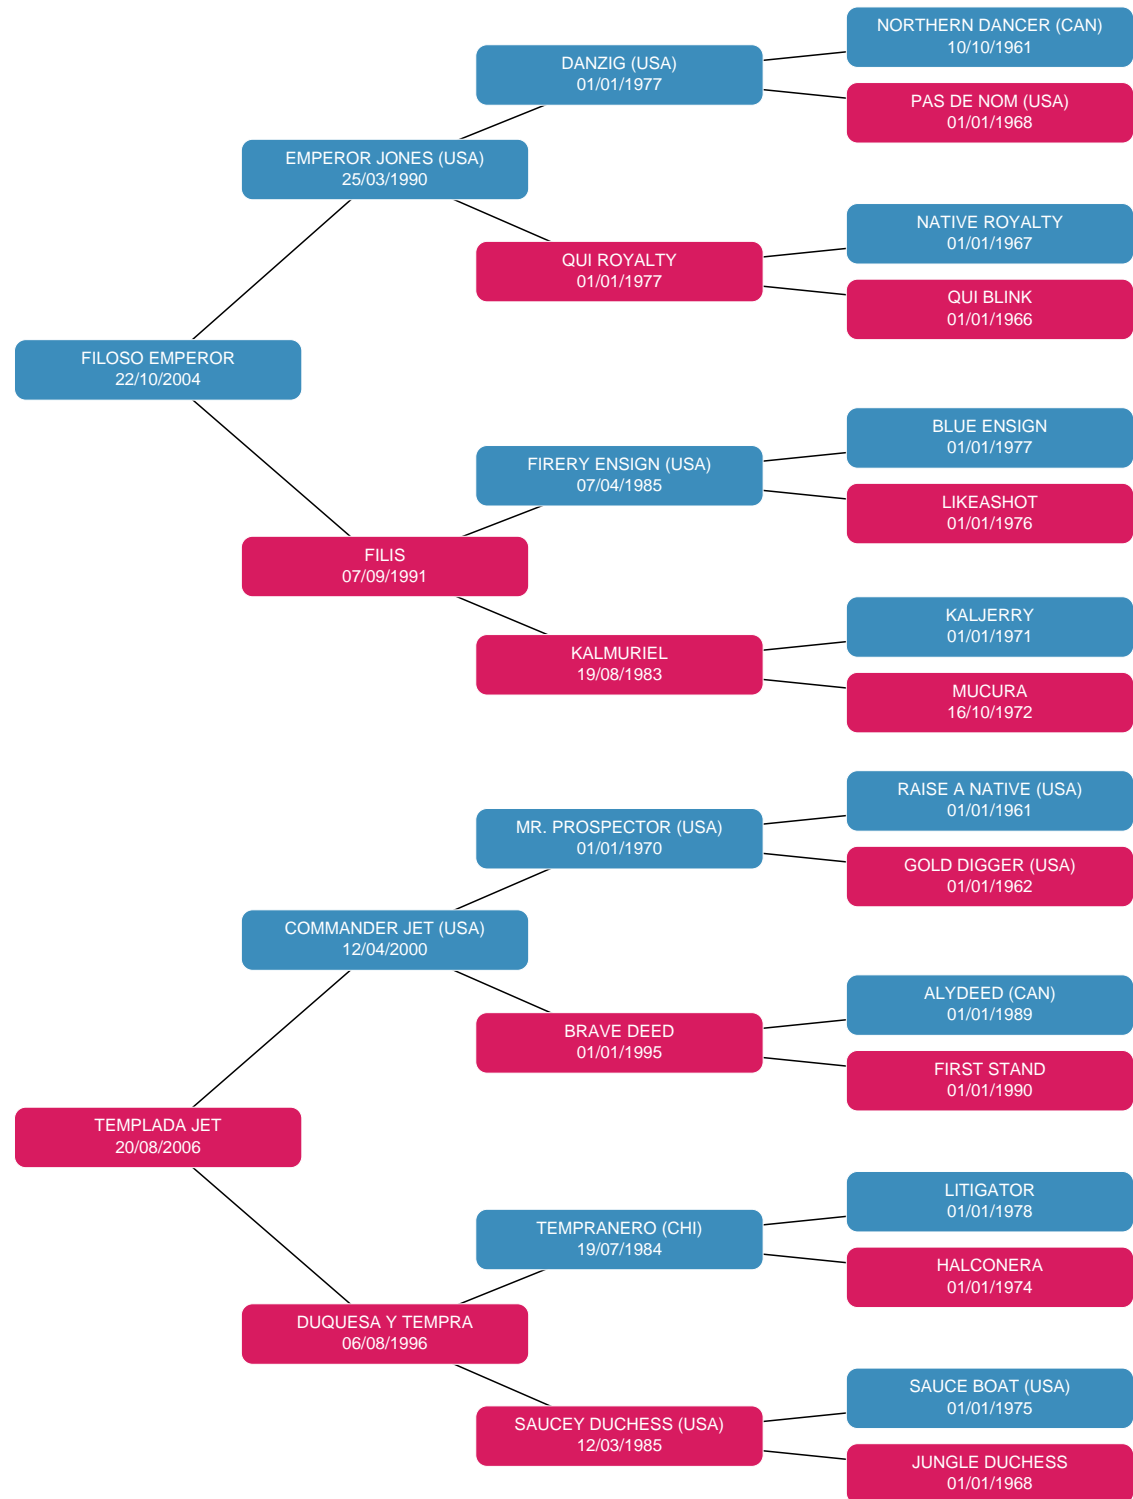 NORTHERN DANCER (CAN)
10/10/1961
DANZIG (USA)
01/01/1977
PAS DE NOM (USA)
01/01/1968
EMPEROR JONES (USA)
25/03/1990
NATIVE ROYALTY
01/01/1967
QUI ROYALTY
01/01/1977
QUI BLINK
01/01/1966
FILOSO EMPEROR
22/10/2004
BLUE ENSIGN
01/01/1977
FIRERY ENSIGN (USA)
07/04/1985
LIKEASHOT
01/01/1976
FILIS
07/09/1991
KALJERRY
01/01/1971
KALMURIEL
19/08/1983
MUCURA
16/10/1972
RAISE A NATIVE (USA)
01/01/1961
MR. PROSPECTOR (USA)
01/01/1970
GOLD DIGGER (USA)
01/01/1962
COMMANDER JET (USA)
12/04/2000
ALYDEED (CAN)
01/01/1989
BRAVE DEED
01/01/1995
FIRST STAND
01/01/1990
TEMPLADA JET
20/08/2006
LITIGATOR
01/01/1978
TEMPRANERO (CHI)
19/07/1984
HALCONERA
01/01/1974
DUQUESA Y TEMPRA
06/08/1996
SAUCE BOAT (USA)
01/01/1975
SAUCEY DUCHESS (USA)
12/03/1985
JUNGLE DUCHESS
01/01/1968